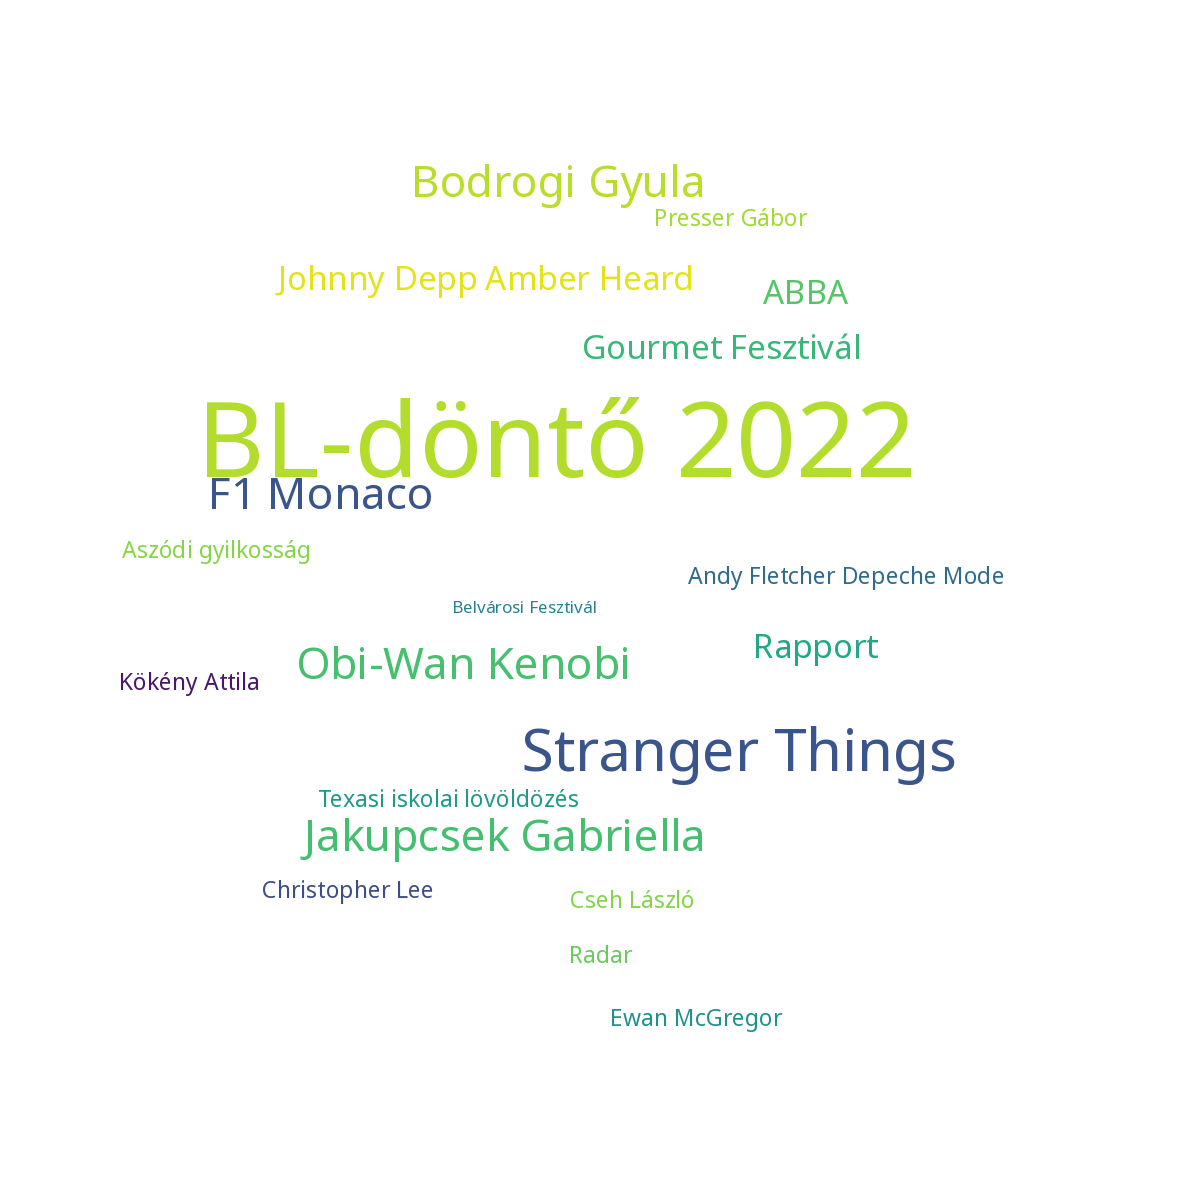 Bodrogi Gyula
Presser Gábor
Johnny Depp Amber Heard
ABBA
Gourmet Fesztivál
BL-döntő 2022
F1 Monaco
Aszódi gyilkosság
Andy Fletcher Depeche Mode
Belvárosi Fesztivál
Rapport
Obi-Wan Kenobi
Kökény Attila
Stranger Things
Texasi iskolai lövöldözés
Jakupcsek Gabriella
Christopher Lee
Cseh László
Radar
Ewan McGregor